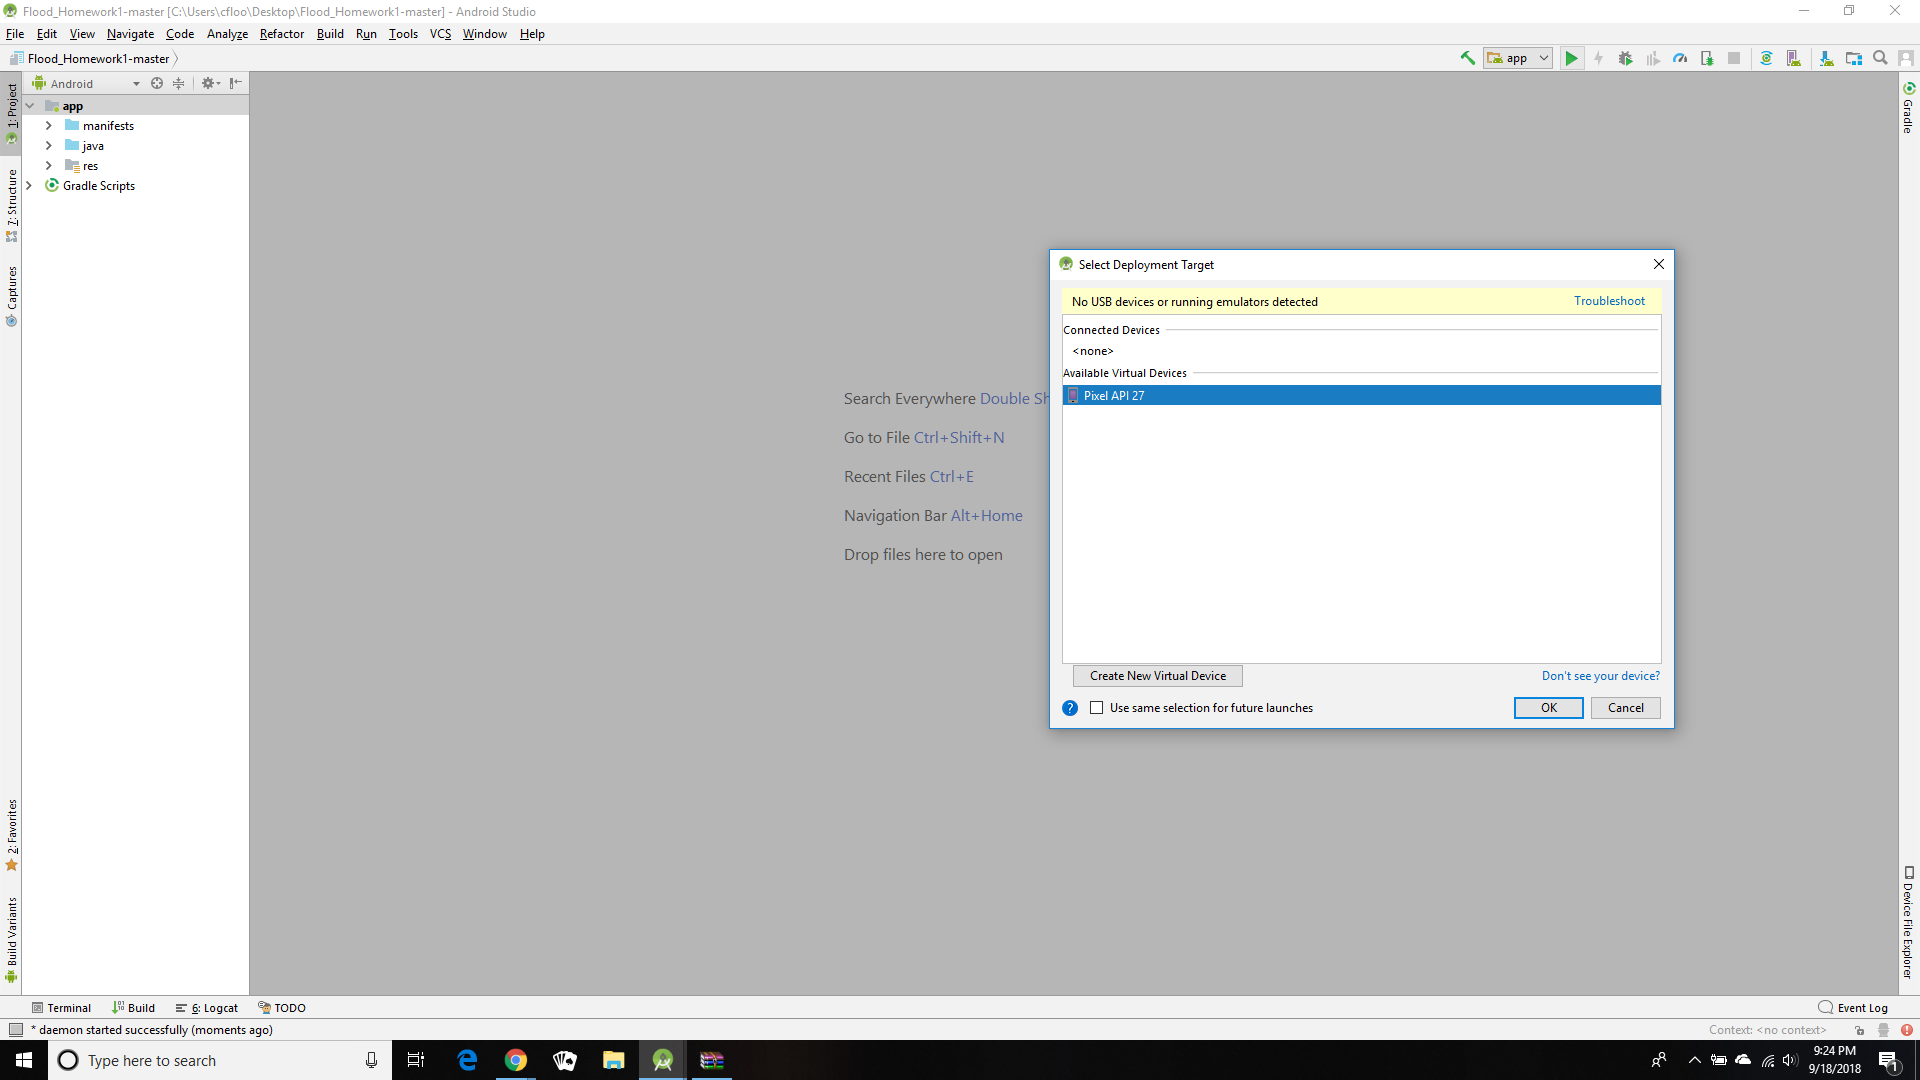 Flood_Homework1-master [C:\Users\cfloo\Desktop\Flood_Homework1-master] - Android Studio
File Edit View Navigate Code Analyze Refactor Build Run Tools VCS Window Help
Flood_Homework1-master
app
1: Project
Android
app
manifests
java
res
Gradle Scripts
7: Structure
Captures
2: Favorites
Build Variants
Gradle
Device File Explorer
Search Everywhere Double Sh
Go to File Ctrl+Shift+N
Recent Files Ctrl+E
Navigation Bar Alt+Home
Drop files here to open
Select Deployment Target
No USB devices or running emulators detected Troubleshoot
Connected Devices
<none>
Available Virtual Devices
Pixel API 27
Create New Virtual Device Don't see your device?
? Use same selection for future launches OK Cancel
Terminal Build 6: Logcat TODO Event Log
* daemon started successfully (moments ago) Context: <no context>
Type here to search
9:24 PM
9/18/2018
1